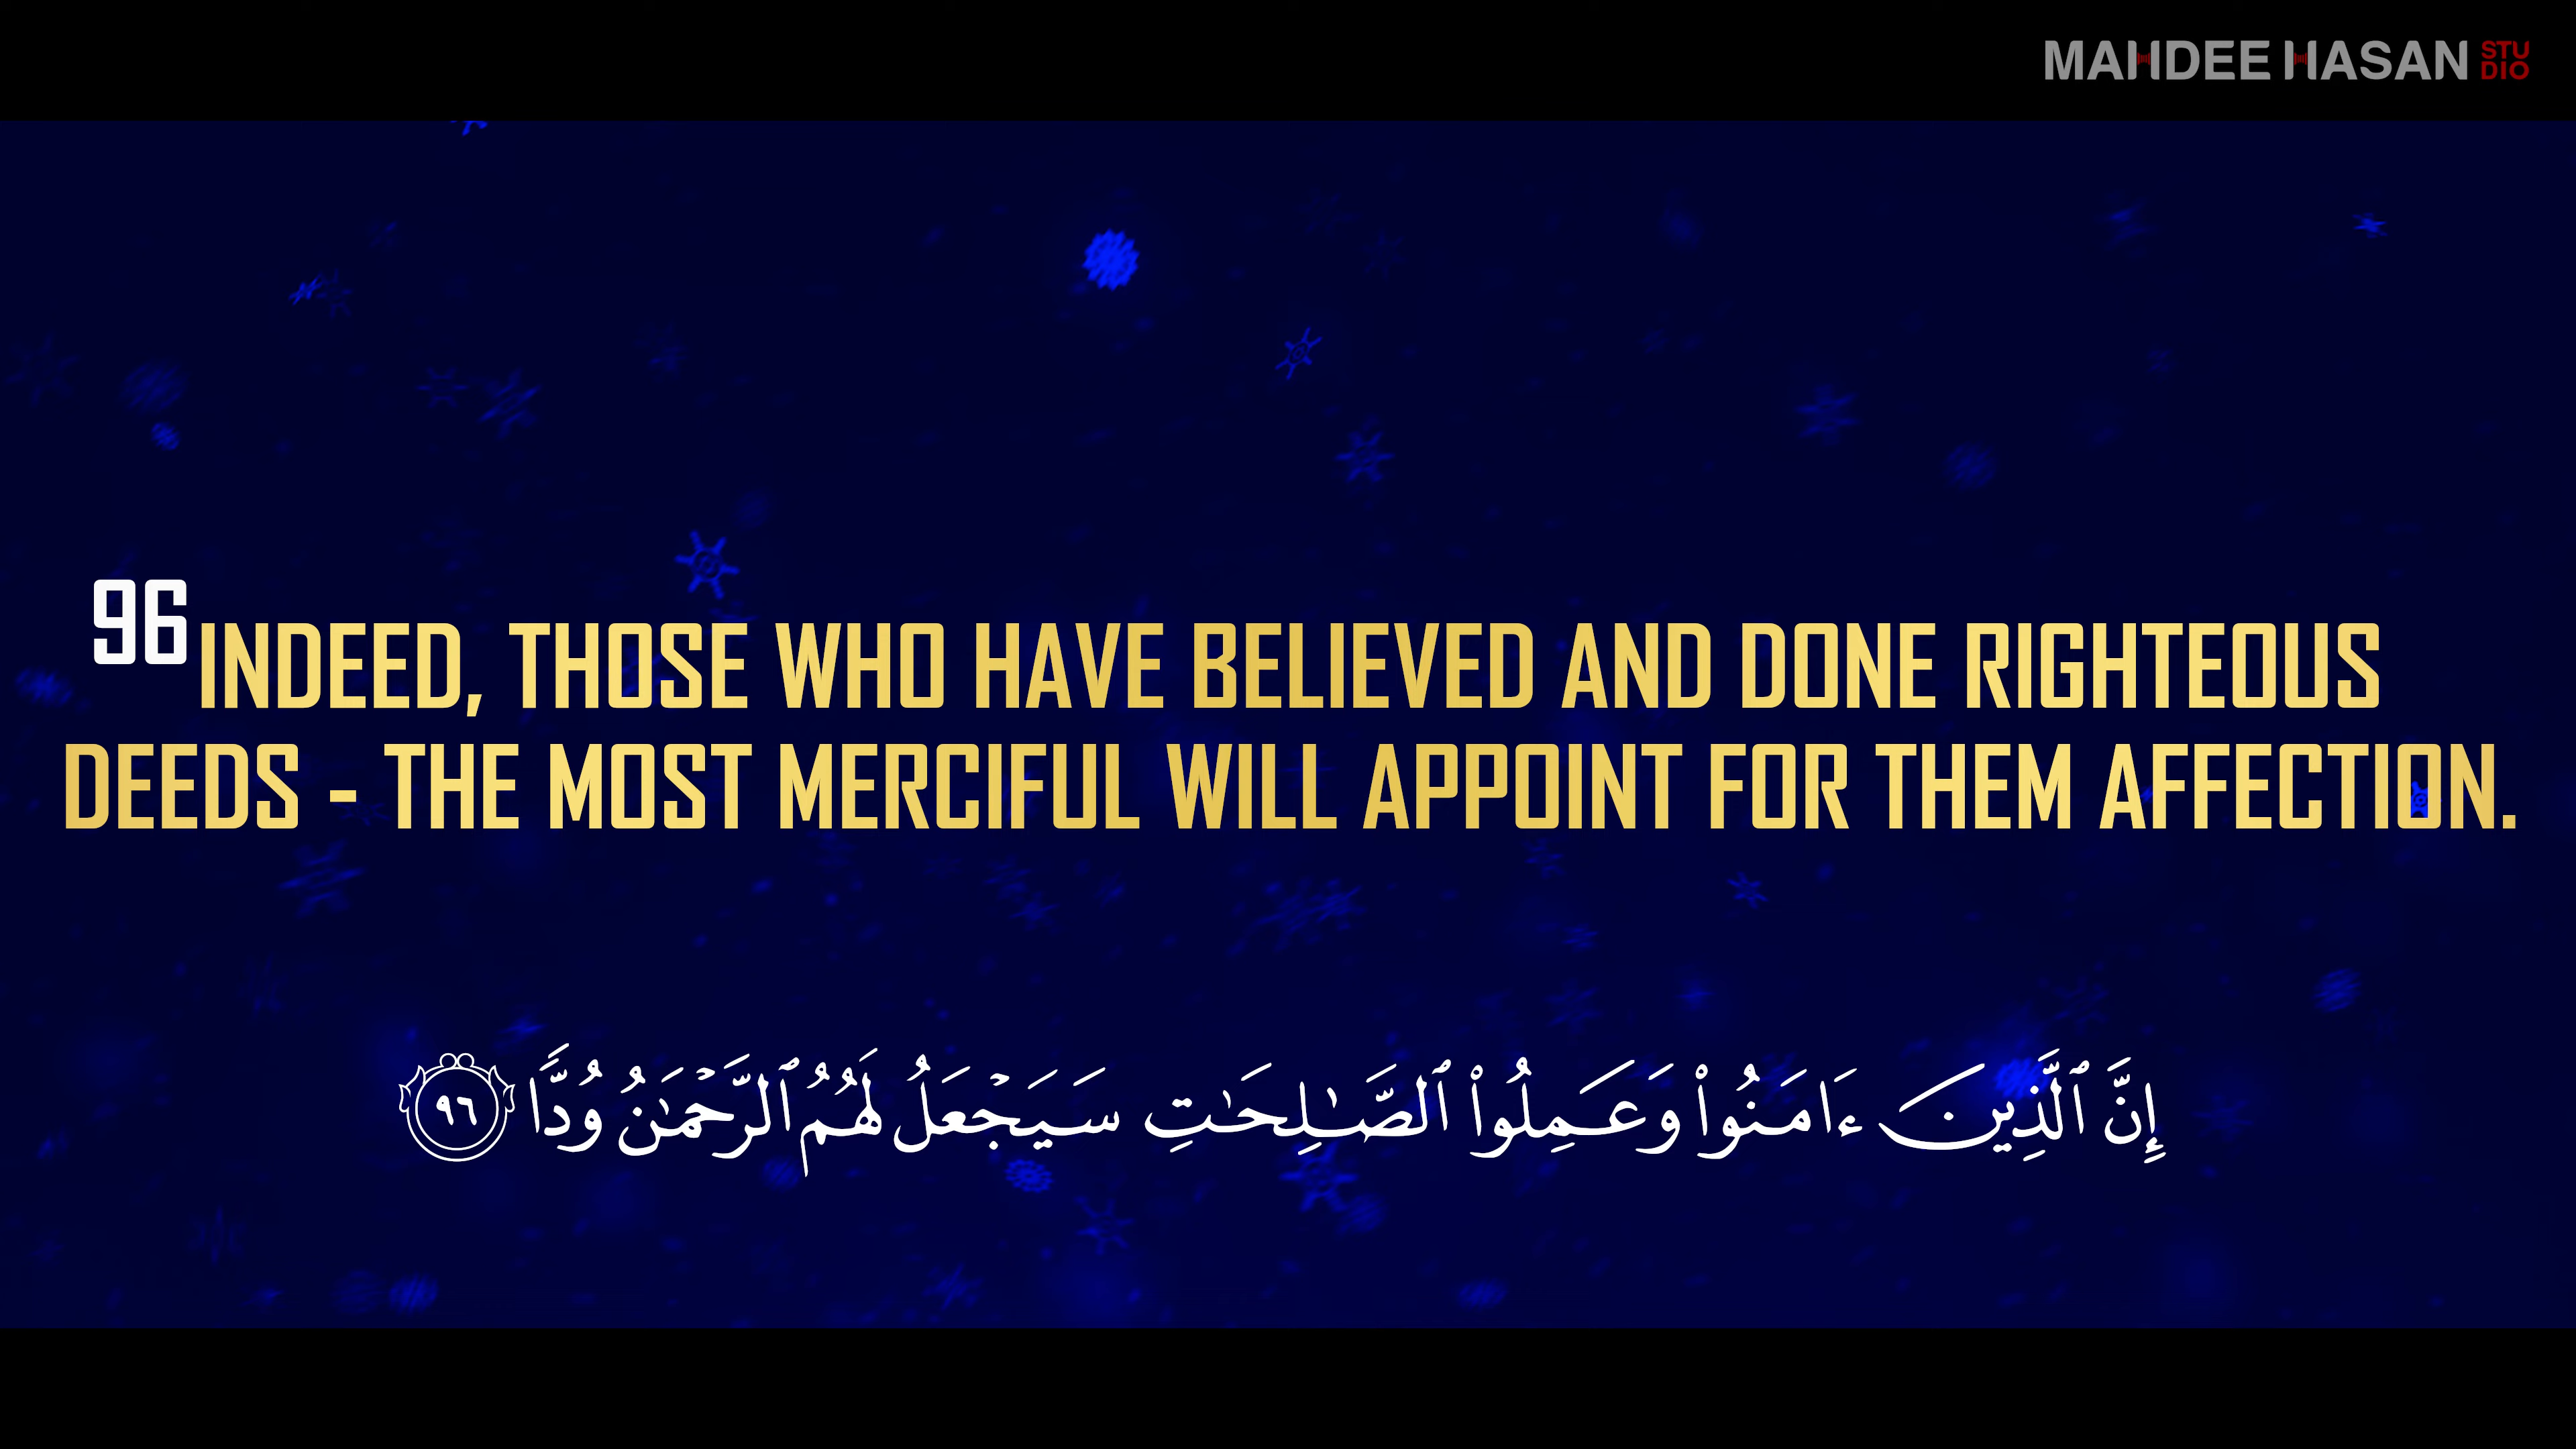 MAHDEE HASAN STUDIO
96 INDEED, THOSE WHO HAVE BELIEVED AND DONE RIGHTEOUS
DEEDS - THE MOST MERCIFUL WILL APPOINT FOR THEM AFFECTION.
إِنَّ ٱلَّذِينَ ءَامَنُوا۟ وَعَمِلُوا۟ ٱلصَّـٰلِحَـٰتِ سَيَجْعَلُ لَهُمُ ٱلرَّحْمَـٰنُ وُدًّا ٩٦